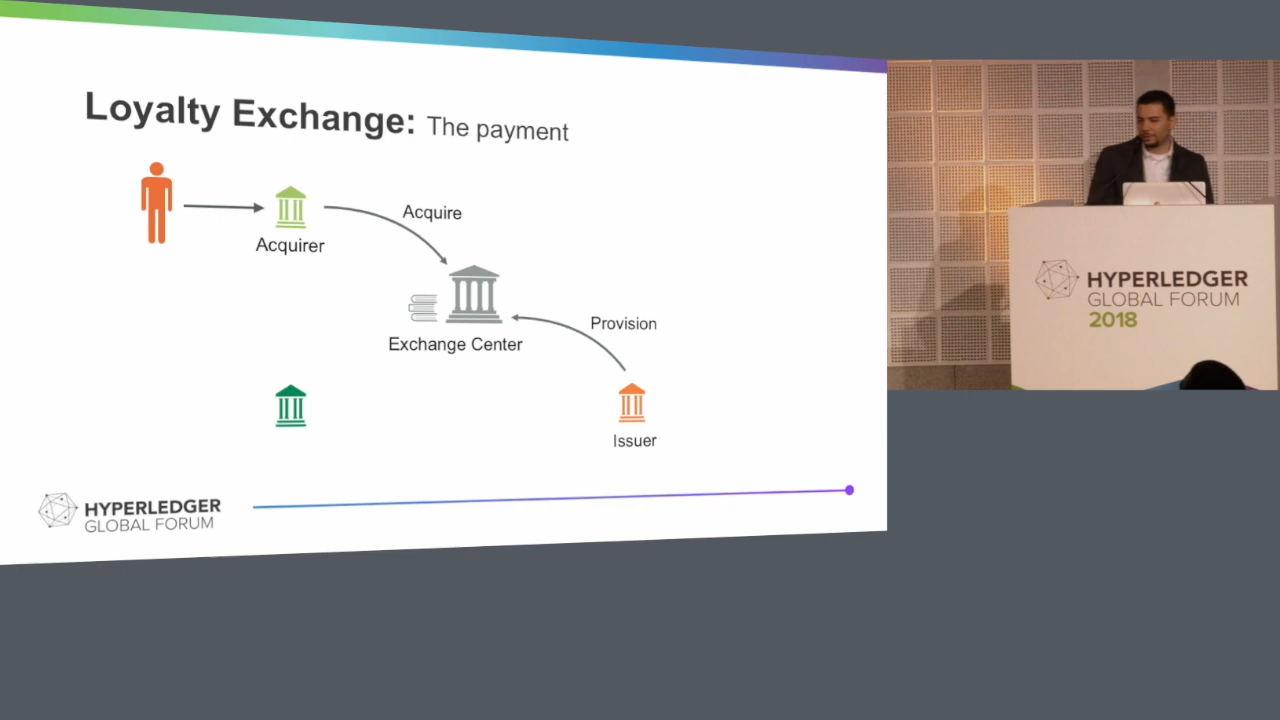 Loyalty Exchange: The payment
Acquire
Acquirer
Provision
Exchange Center
Issuer
HYPERLEDGER
GLOBAL FORUM
HYPERLEDGER
GLOBAL FORUM
2018